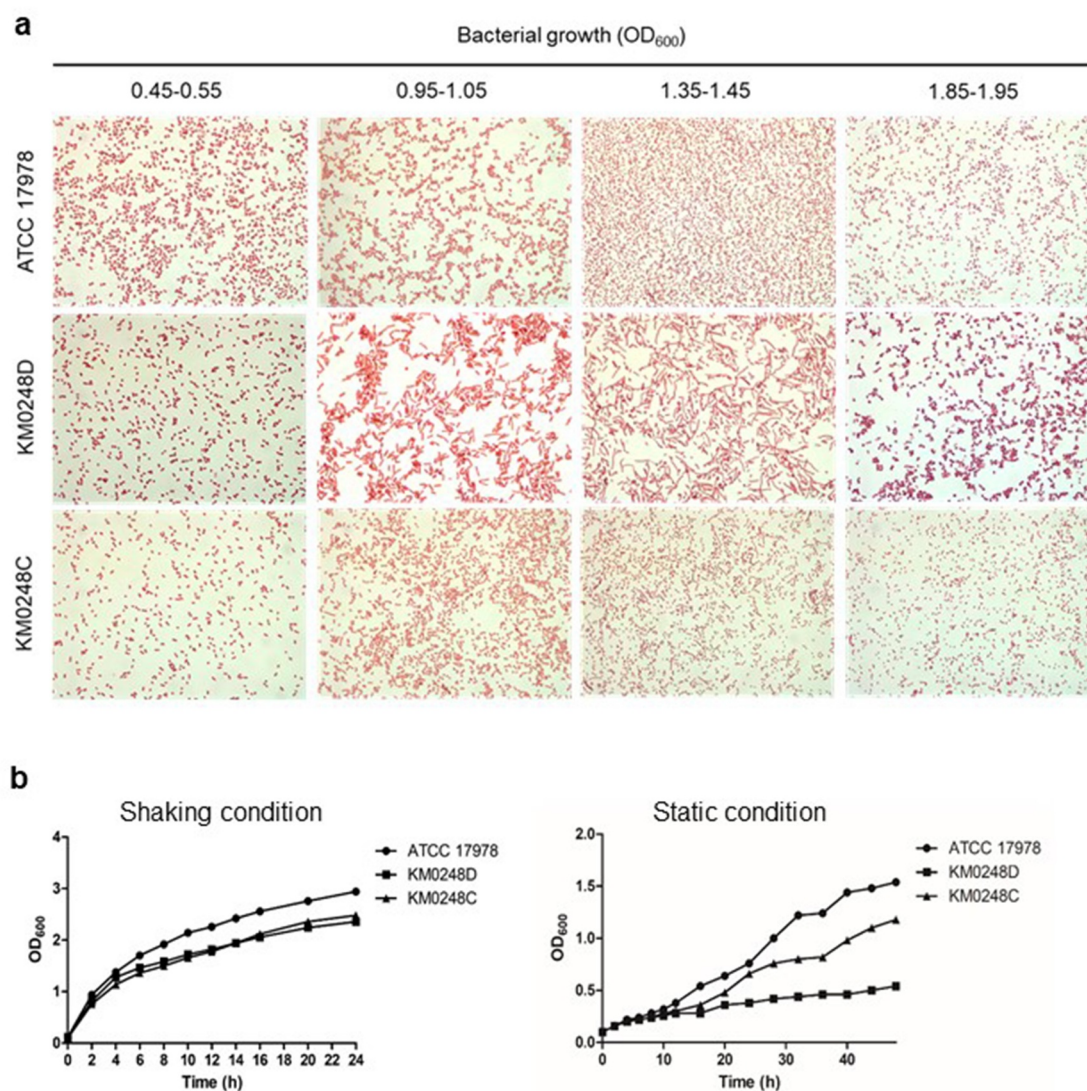 a
Bacterial growth (OD₆₀₀)
0.45-0.55 0.95-1.05 1.35-1.45 1.85-1.95
ATCC 17978
KM0248D
KM0248C
b
Shaking condition
4
3
2
1
0
OD₆₀₀
0 2 4 6 8 10 12 14 16 18 20 22 24
Time (h)
ATCC 17978
KM0248D
KM0248C
Static condition
2.0
1.5
1.0
0.5
0.0
OD₆₀₀
0 10 20 30 40
Time (h)
ATCC 17978
KM0248D
KM0248C